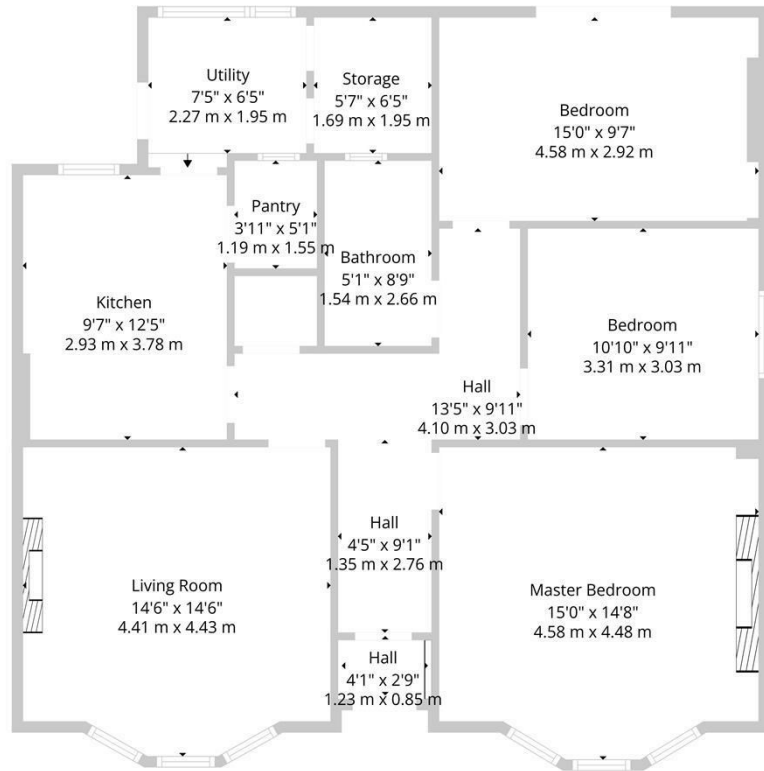 Utility
7'5" x 6'5"
2.27 m x 1.95 m
Storage
5'7" x 6'5"
1.69 m x 1.95 m
Bedroom
15'0" x 9'7"
4.58 m x 2.92 m
Pantry
3'11" x 5'1"
1.19 m x 1.55 m
Bathroom
5'1" x 8'9"
1.54 m x 2.66 m
Kitchen
9'7" x 12'5"
2.93 m x 3.78 m
Bedroom
10'10" x 9'11"
3.31 m x 3.03 m
Hall
13'5" x 9'11"
4.10 m x 3.03 m
Hall
4'5" x 9'1"
1.35 m x 2.76 m
Living Room
14'6" x 14'6"
4.41 m x 4.43 m
Master Bedroom
15'0" x 14'8"
4.58 m x 4.48 m
Hall
4'1" x 2'9"
1.23 m x 0.85 m